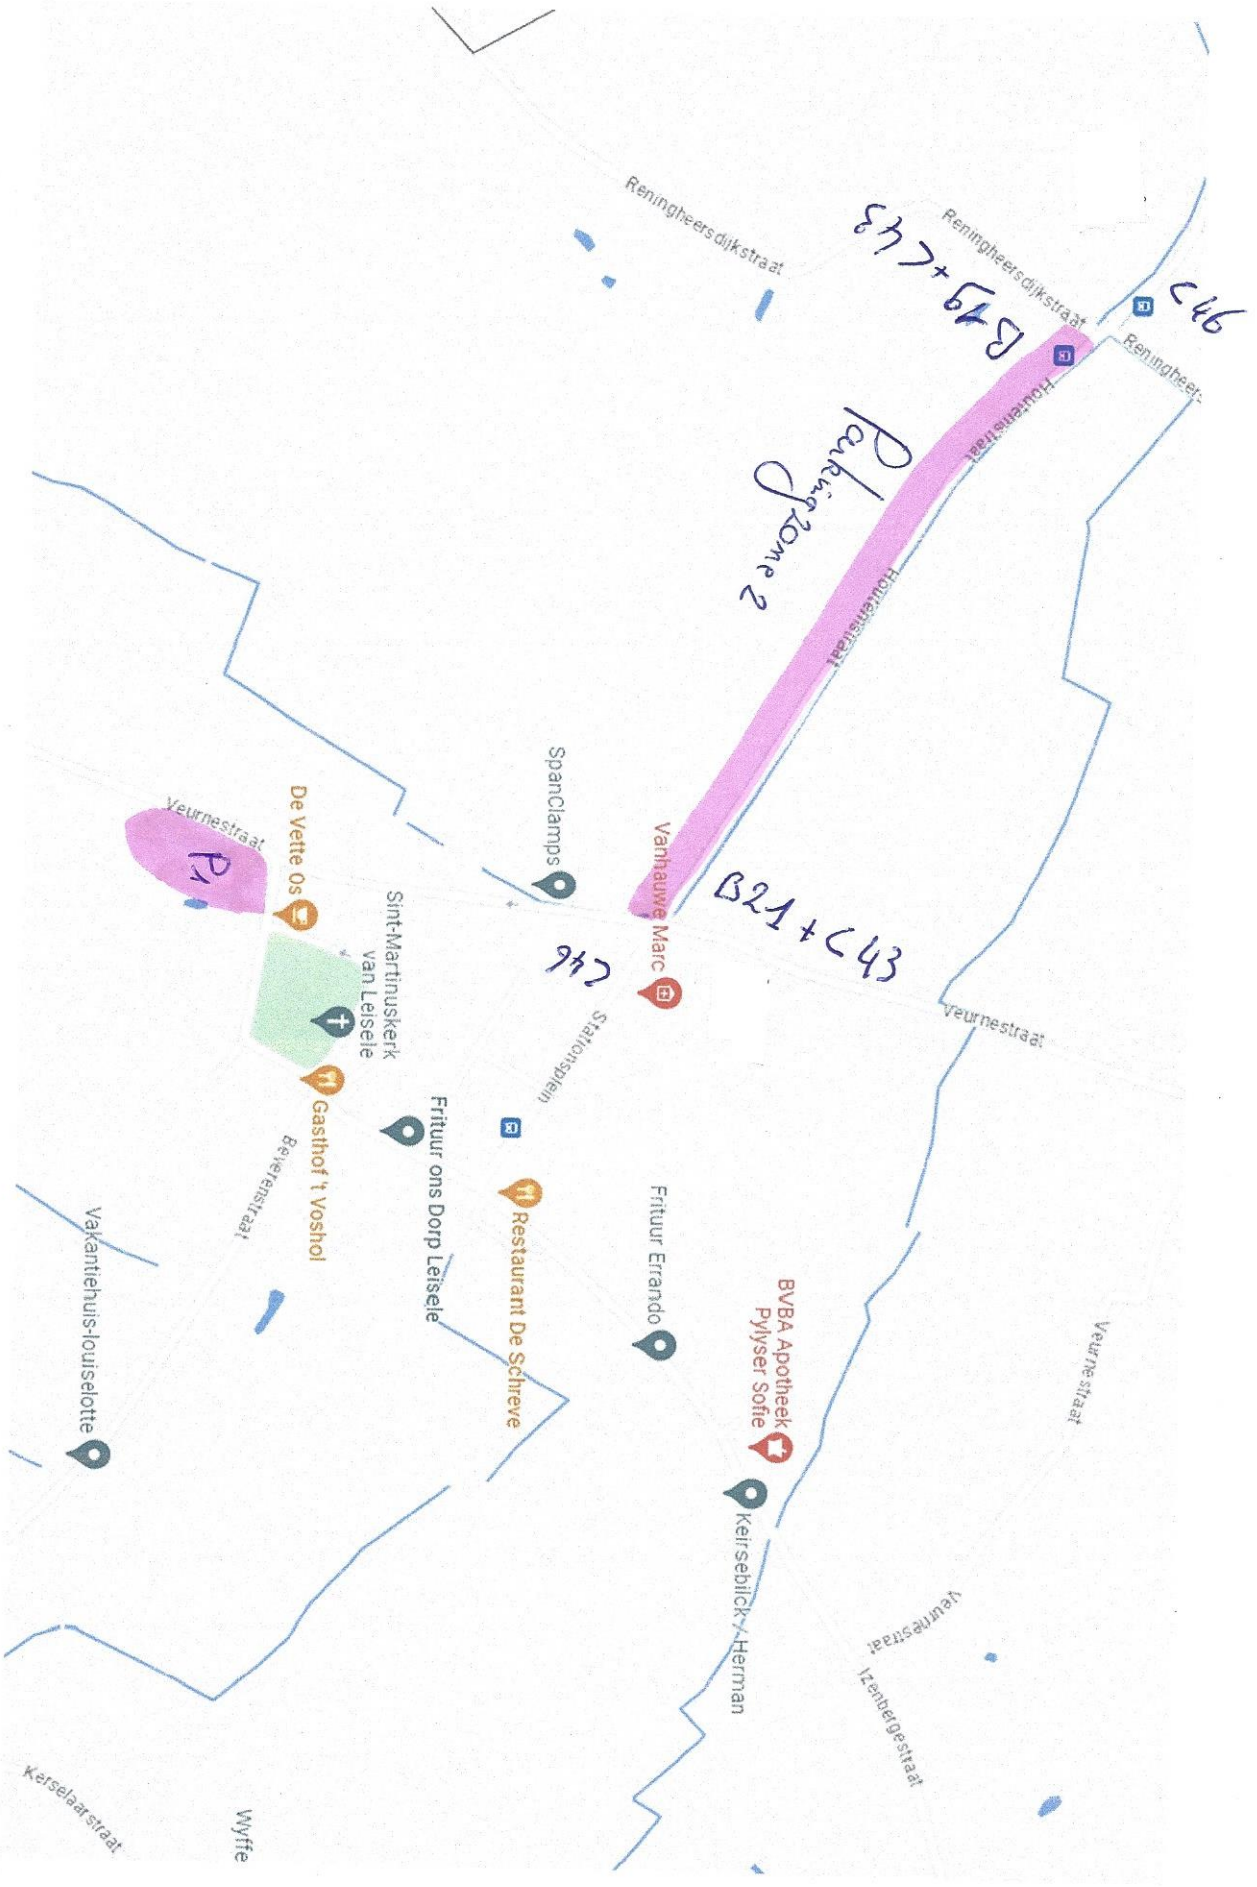 C46
Reningheers
Reningheersdijkstraat
Reningheersdijkstraat
B19 + C43
Houtemstraat
Parkingzone 2
Houtemstraat
B21 + C43
C46
Vanhauwe Marc
SpanClamps
Veurnestraat
P1
De Vette Os
Sint-Martinuskerk
van Leisele
Stationsplein
Veurnestraat
Gasthof 't Voshol
Frituur ons Dorp Leisele
Beverenstraat
Restaurant De Schreve
Frituur Errando
Vakantiehuis-louiselotte
BVBA Apotheek
Pylyser Sofie
Veurnestraat
Keirsebilck / Herman
Veurnestraat
Izenbergestraat
Kerselaarstraat
Wyffe